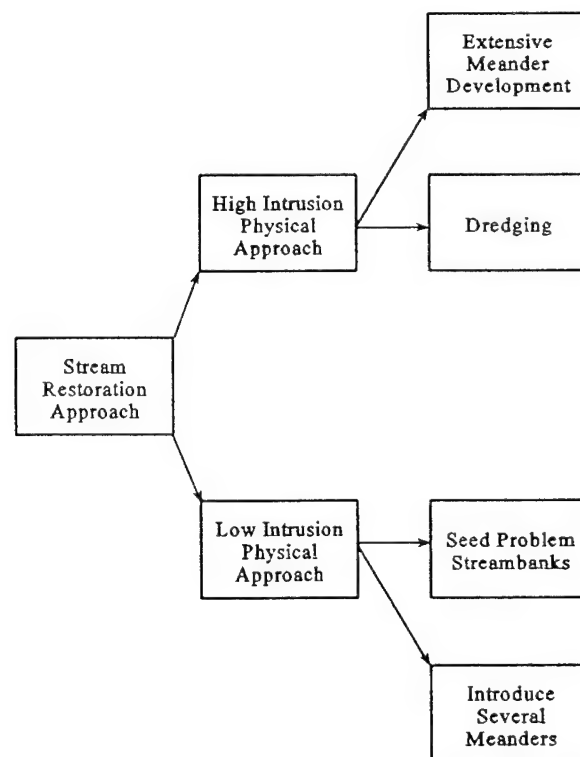 Extensive
Meander
Development
High Intrusion
Physical
Approach
Dredging
Stream
Restoration
Approach
Low Intrusion
Physical
Approach
Seed Problem
Streambanks
Introduce
Several
Meanders